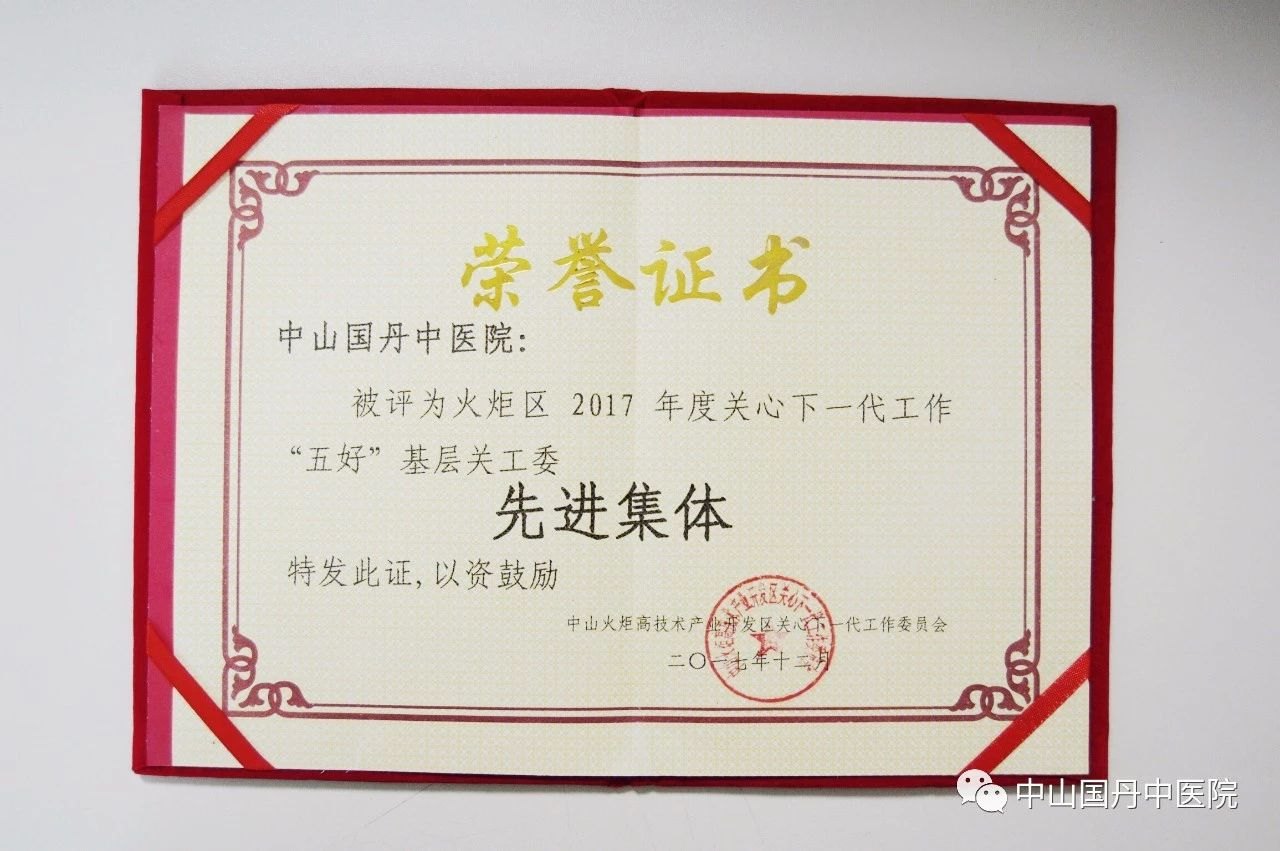 荣誉证书
中山国丹中医院:
被评为火炬区 2017 年度关心下一代工作
“五好”基层关工委
先进集体
特发此证,以资鼓励
中山火炬高技术产业开发区关心下一代工作委员会
二〇一七年十二月
中山国丹中医院